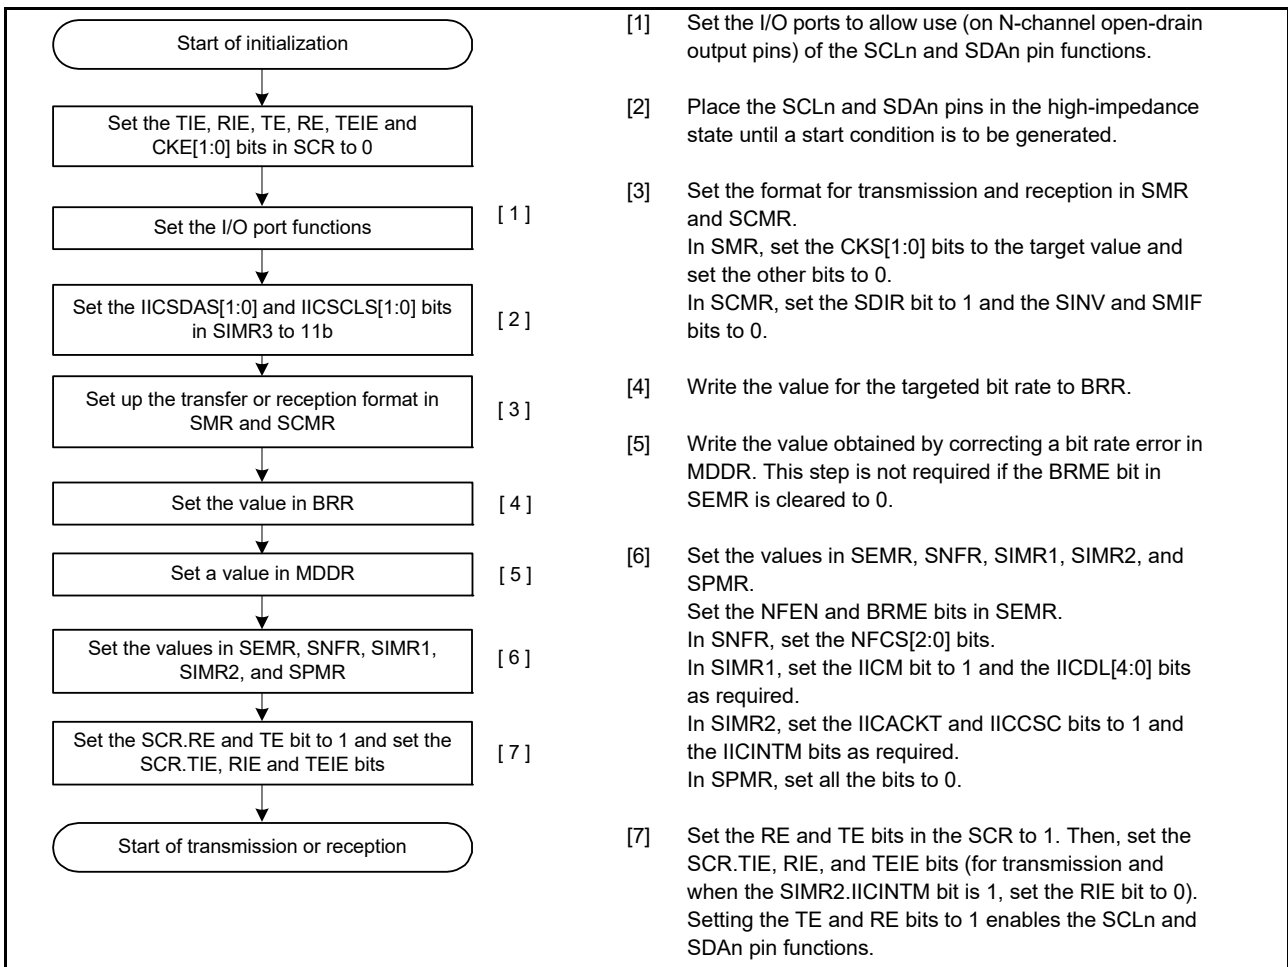 Start of initialization
Set the TIE, RIE, TE, RE, TEIE and
CKE[1:0] bits in SCR to 0
Set the I/O port functions
[ 1 ]
Set the IICSDAS[1:0] and IICSCLS[1:0] bits
in SIMR3 to 11b
[ 2 ]
Set up the transfer or reception format in
SMR and SCMR
[ 3 ]
Set the value in BRR
[ 4 ]
Set a value in MDDR
[ 5 ]
Set the values in SEMR, SNFR, SIMR1,
SIMR2, and SPMR
[ 6 ]
Set the SCR.RE and TE bit to 1 and set the
SCR.TIE, RIE and TEIE bits
[ 7 ]
Start of transmission or reception
[1] Set the I/O ports to allow use (on N-channel open-drain
output pins) of the SCLn and SDAn pin functions.
[2] Place the SCLn and SDAn pins in the high-impedance
state until a start condition is to be generated.
[3] Set the format for transmission and reception in SMR
and SCMR.
In SMR, set the CKS[1:0] bits to the target value and
set the other bits to 0.
In SCMR, set the SDIR bit to 1 and the SINV and SMIF
bits to 0.
[4] Write the value for the targeted bit rate to BRR.
[5] Write the value obtained by correcting a bit rate error in
MDDR. This step is not required if the BRME bit in
SEMR is cleared to 0.
[6] Set the values in SEMR, SNFR, SIMR1, SIMR2, and
SPMR.
Set the NFEN and BRME bits in SEMR.
In SNFR, set the NFCS[2:0] bits.
In SIMR1, set the IICM bit to 1 and the IICDL[4:0] bits
as required.
In SIMR2, set the IICACKT and IICCSC bits to 1 and
the IICINTM bits as required.
In SPMR, set all the bits to 0.
[7] Set the RE and TE bits in the SCR to 1. Then, set the
SCR.TIE, RIE, and TEIE bits (for transmission and
when the SIMR2.IICINTM bit is 1, set the RIE bit to 0).
Setting the TE and RE bits to 1 enables the SCLn and
SDAn pin functions.